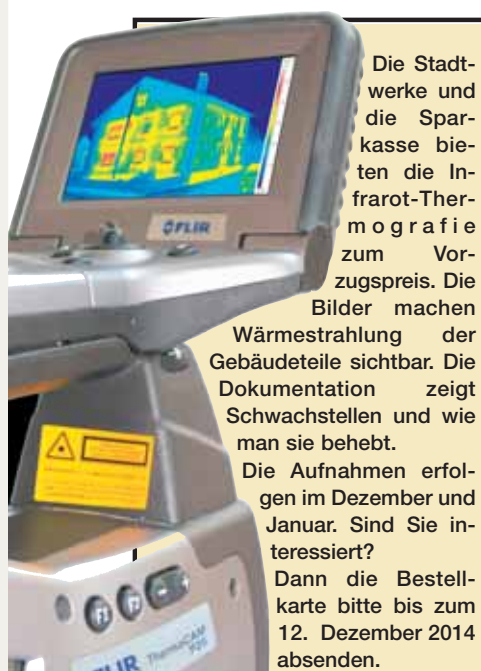 Die Stadt-
werke und
die Spar-
kasse bie-
ten die In-
frarot-Ther-
mografie
zum Vor-
zugspreis. Die
Bilder machen
Wärmestrahlung der
Gebäudeteile sichtbar. Die
Dokumentation zeigt
Schwachstellen und wie
man sie behebt.
Die Aufnahmen erfol-
gen im Dezember und
Januar. Sind Sie in-
teressiert?
Dann die Bestell-
karte bitte bis zum
12. Dezember 2014
absenden.
FLIR
F1
F2
FLIR ThermaCAM